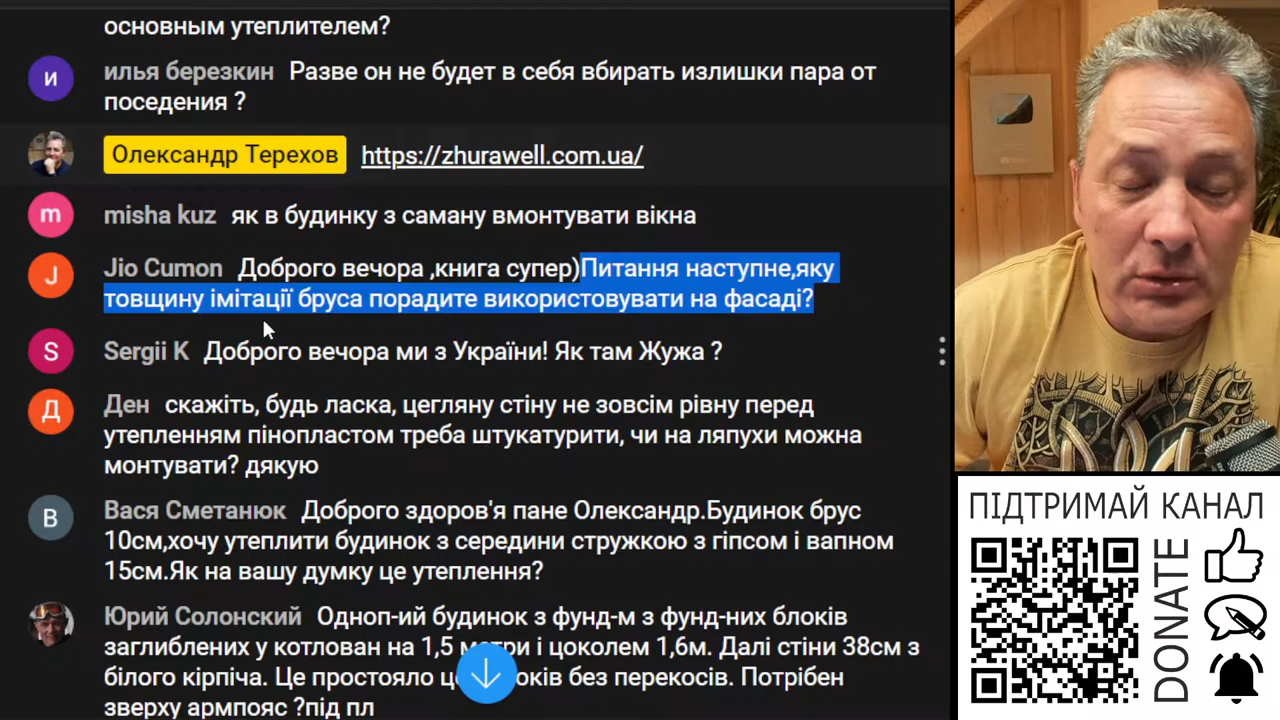 основным утеплителем?
и илья березкин Разве он не будет в себя вбирать излишки пара от
поседения ?
Олександр Терехов https://zhurawell.com.ua/
m misha kuz як в будинку з саману вмонтувати вікна
J Jio Cumon Доброго вечора ,книга супер)Питання наступне,яку
товщину імітації бруса порадите використовувати на фасаді?
S Sergii K Доброго вечора ми з України! Як там Жужа ?
Д Ден скажіть, будь ласка, цегляну стіну не зовсім рівну перед
утепленням пінопластом треба штукатурити, чи на ляпухи можна
монтувати? дякую
В Вася Сметанюк Доброго здоров'я пане Олександр.Будинок брус
10см,хочу утеплити будинок з середини стружкою з гіпсом і вапном
15см.Як на вашу думку це утеплення?
Юрий Солонский Одноп-ий будинок з фунд-м з фунд-них блоків
заглиблених у котлован на 1,5 метри і цоколем 1,6м. Далі стіни 38см з
білого кірпіча. Це простояло без перекосів. Потрібен
зверху армпояс ?під пл
ПІДТРИМАЙ КАНАЛ
DONATE